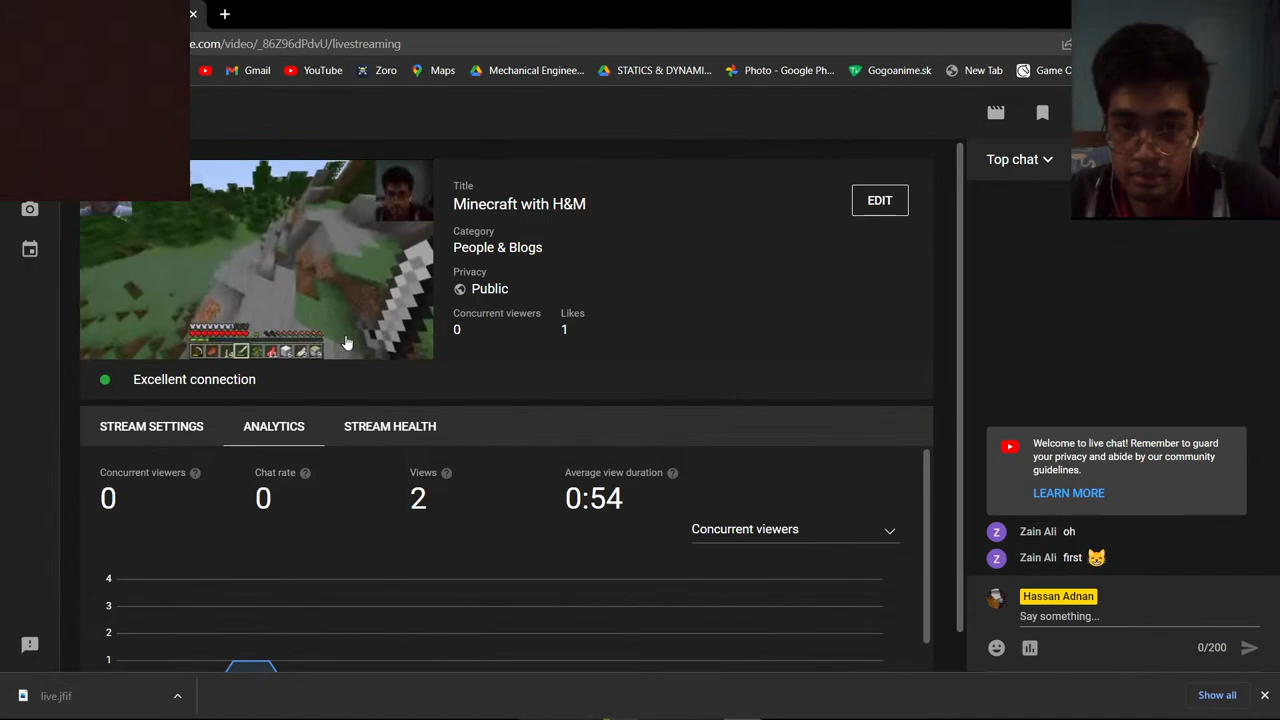 e.com/video/_86Z96dPdvU/livestreaming
Gmail YouTube Zoro Maps Mechanical Enginee... STATICS & DYNAMI... Photo - Google Ph... Gogoanime.sk New Tab Game C
Top chat
Title
Minecraft with H&M
EDIT
Category
People & Blogs
Privacy
Public
Concurrent viewers Likes
0 1
Excellent connection
STREAM SETTINGS ANALYTICS STREAM HEALTH
Concurrent viewers Chat rate Views Average view duration
0 0 2 0:54
Concurrent viewers
4
3
2
1
Welcome to live chat! Remember to guard
your privacy and abide by our community
guidelines.
LEARN MORE
Z Zain Ali oh
Z Zain Ali first
Hassan Adnan
Say something...
0/200
live.jfif
Show all